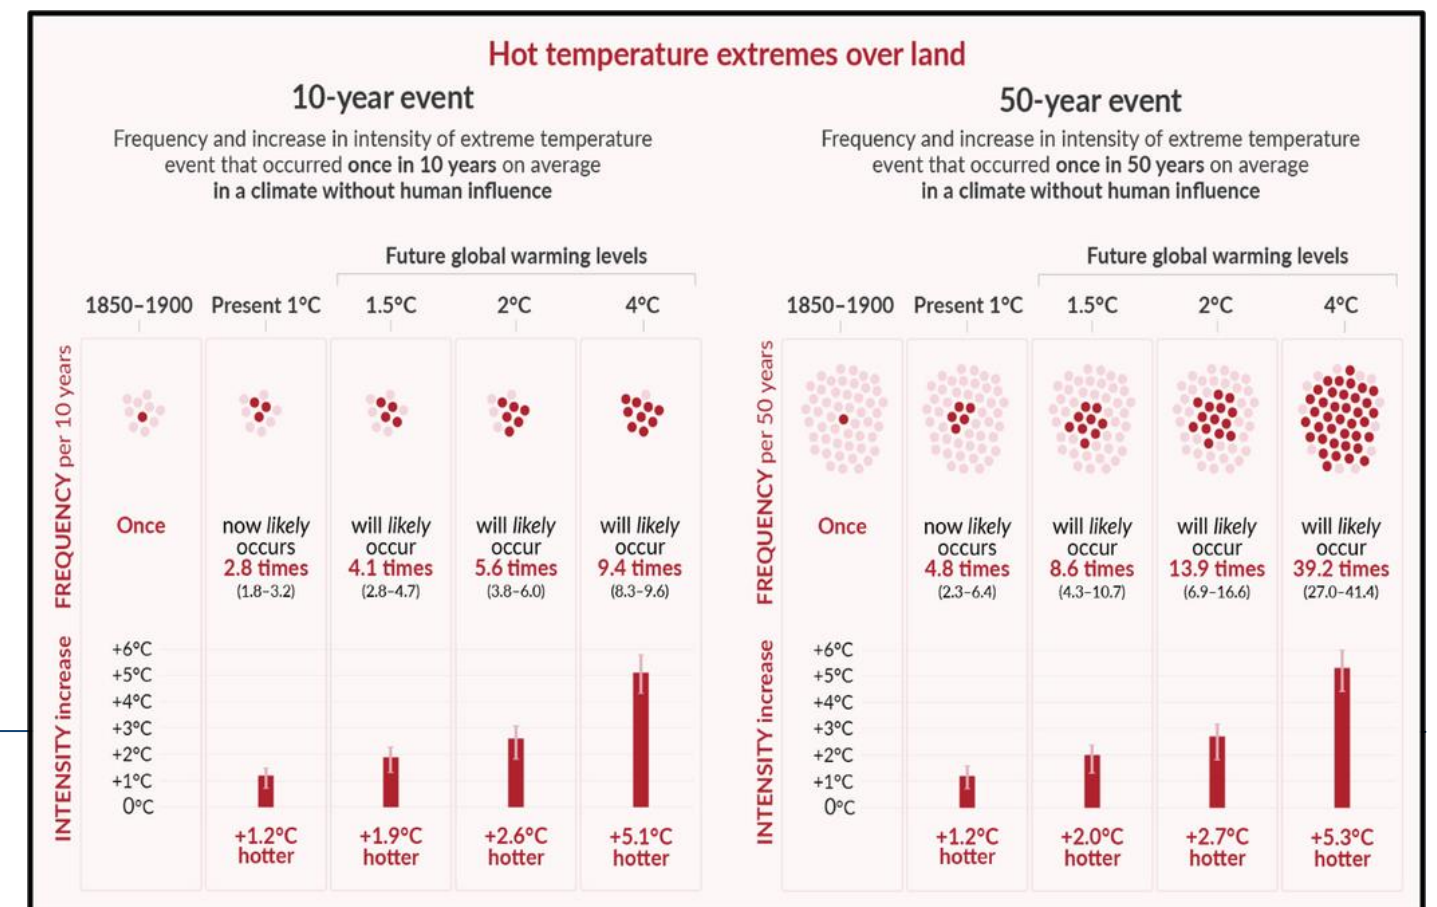 Hot temperature extremes over land
10-year event
Frequency and increase in intensity of extreme temperature
event that occurred once in 10 years on average
in a climate without human influence
Future global warming levels
1850–1900 Present 1°C 1.5°C 2°C 4°C
FREQUENCY per 10 years
Once
now likely occurs 2.8 times (1.8–3.2)
will likely occur 4.1 times (2.8–4.7)
will likely occur 5.6 times (3.8–6.0)
will likely occur 9.4 times (8.3–9.6)
INTENSITY increase
+6°C
+5°C
+4°C
+3°C
+2°C
+1°C
0°C
+1.2°C hotter
+1.9°C hotter
+2.6°C hotter
+5.1°C hotter
50-year event
Frequency and increase in intensity of extreme temperature
event that occurred once in 50 years on average
in a climate without human influence
Future global warming levels
1850–1900 Present 1°C 1.5°C 2°C 4°C
FREQUENCY per 50 years
Once
now likely occurs 4.8 times (2.3–6.4)
will likely occur 8.6 times (4.3–10.7)
will likely occur 13.9 times (6.9–16.6)
will likely occur 39.2 times (27.0–41.4)
INTENSITY increase
+6°C
+5°C
+4°C
+3°C
+2°C
+1°C
0°C
+1.2°C hotter
+2.0°C hotter
+2.7°C hotter
+5.3°C hotter